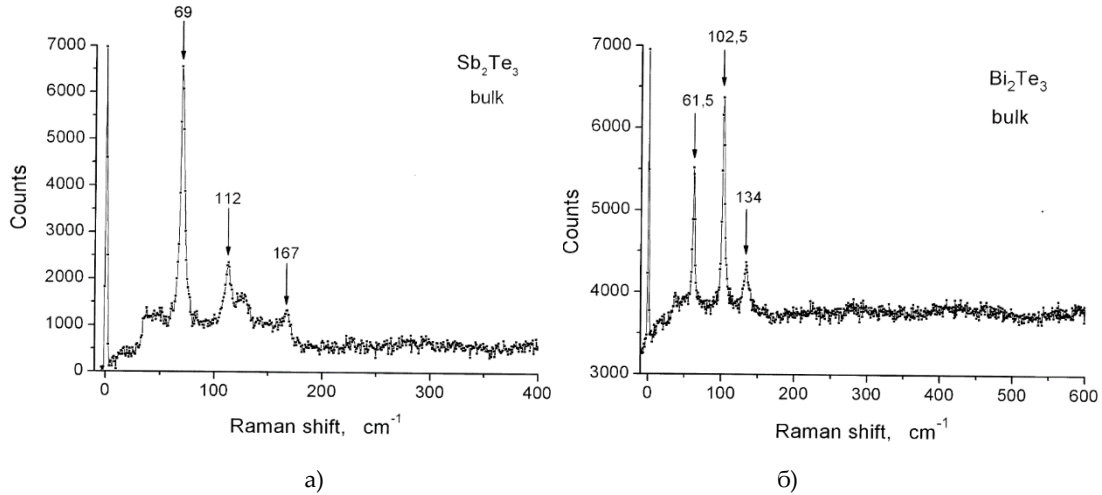 69
7000
6000
5000
4000
3000
2000
1000
0
Counts
112
167
Sb₂Te₃
bulk
0 100 200 300 400
Raman shift, cm⁻¹
а)
102,5
61,5
134
7000
6000
5000
4000
3000
Counts
Bi₂Te₃
bulk
0 100 200 300 400 500 600
Raman shift, cm⁻¹
б)